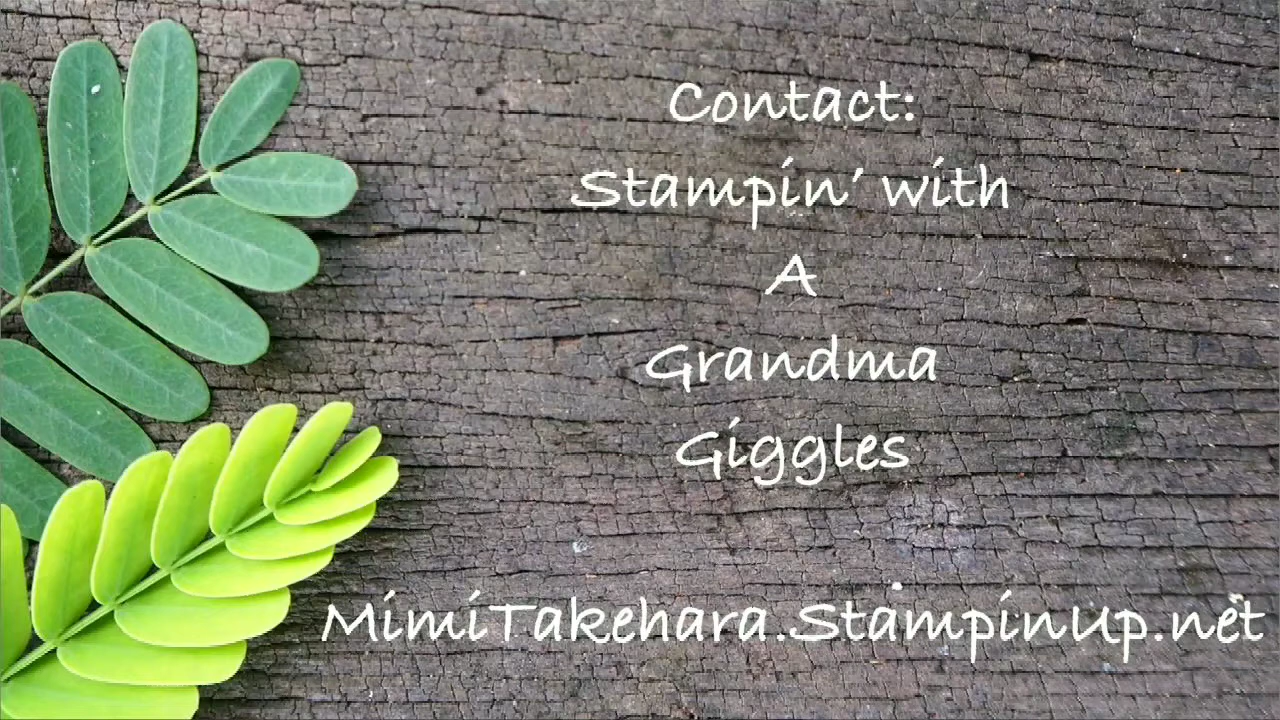 Contact:
Stampin' with
A
Grandma
Giggles
MimiTakehara.StampinUp.net